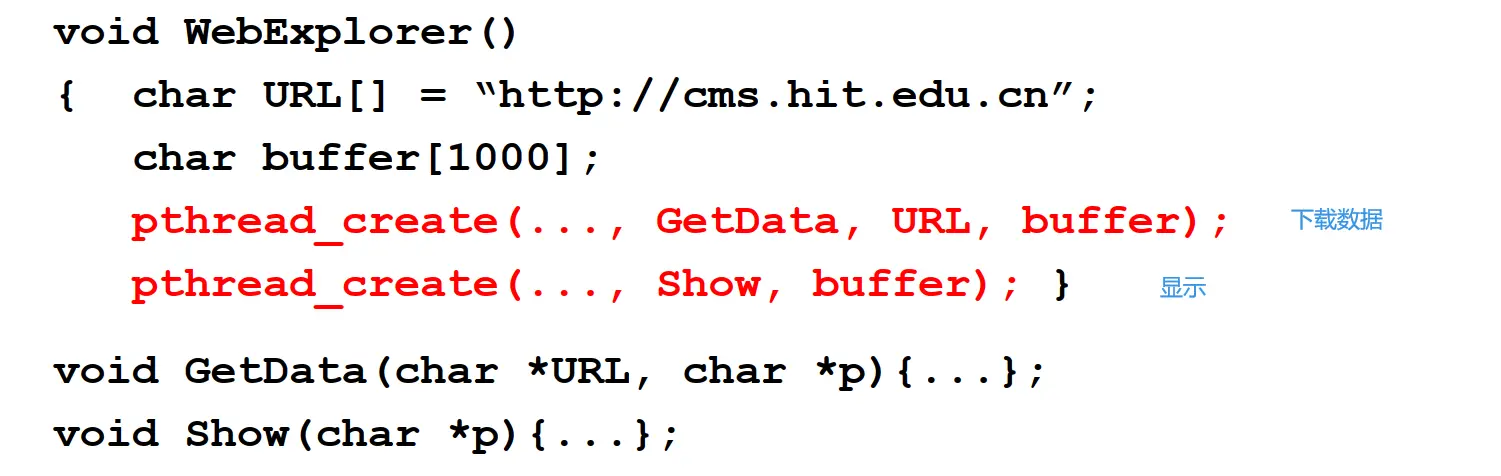 void WebExplorer()
{  char URL[] = “http://cms.hit.edu.cn”;
char buffer[1000];
pthread_create(..., GetData, URL, buffer); 下载数据
pthread_create(..., Show, buffer); } 显示
void GetData(char *URL, char *p){...};
void Show(char *p){...};